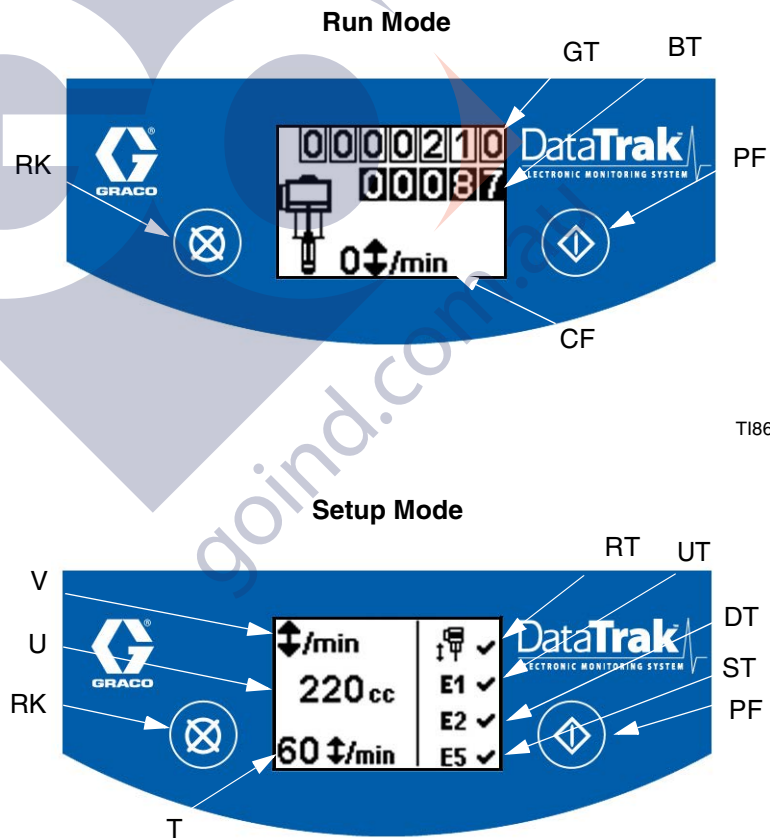 Run Mode
GT
BT
RK
PF
GRACO
0000210
00087
0 /min
DataTrak
ELECTRONIC MONITORING SYSTEM
CF
TI86
goind.com.au
Setup Mode
RT
UT
V
U
RK
DT
ST
PF
GRACO
/min
220 cc
60 /min
E1
E2
E5
DataTrak
ELECTRONIC MONITORING SYSTEM
T